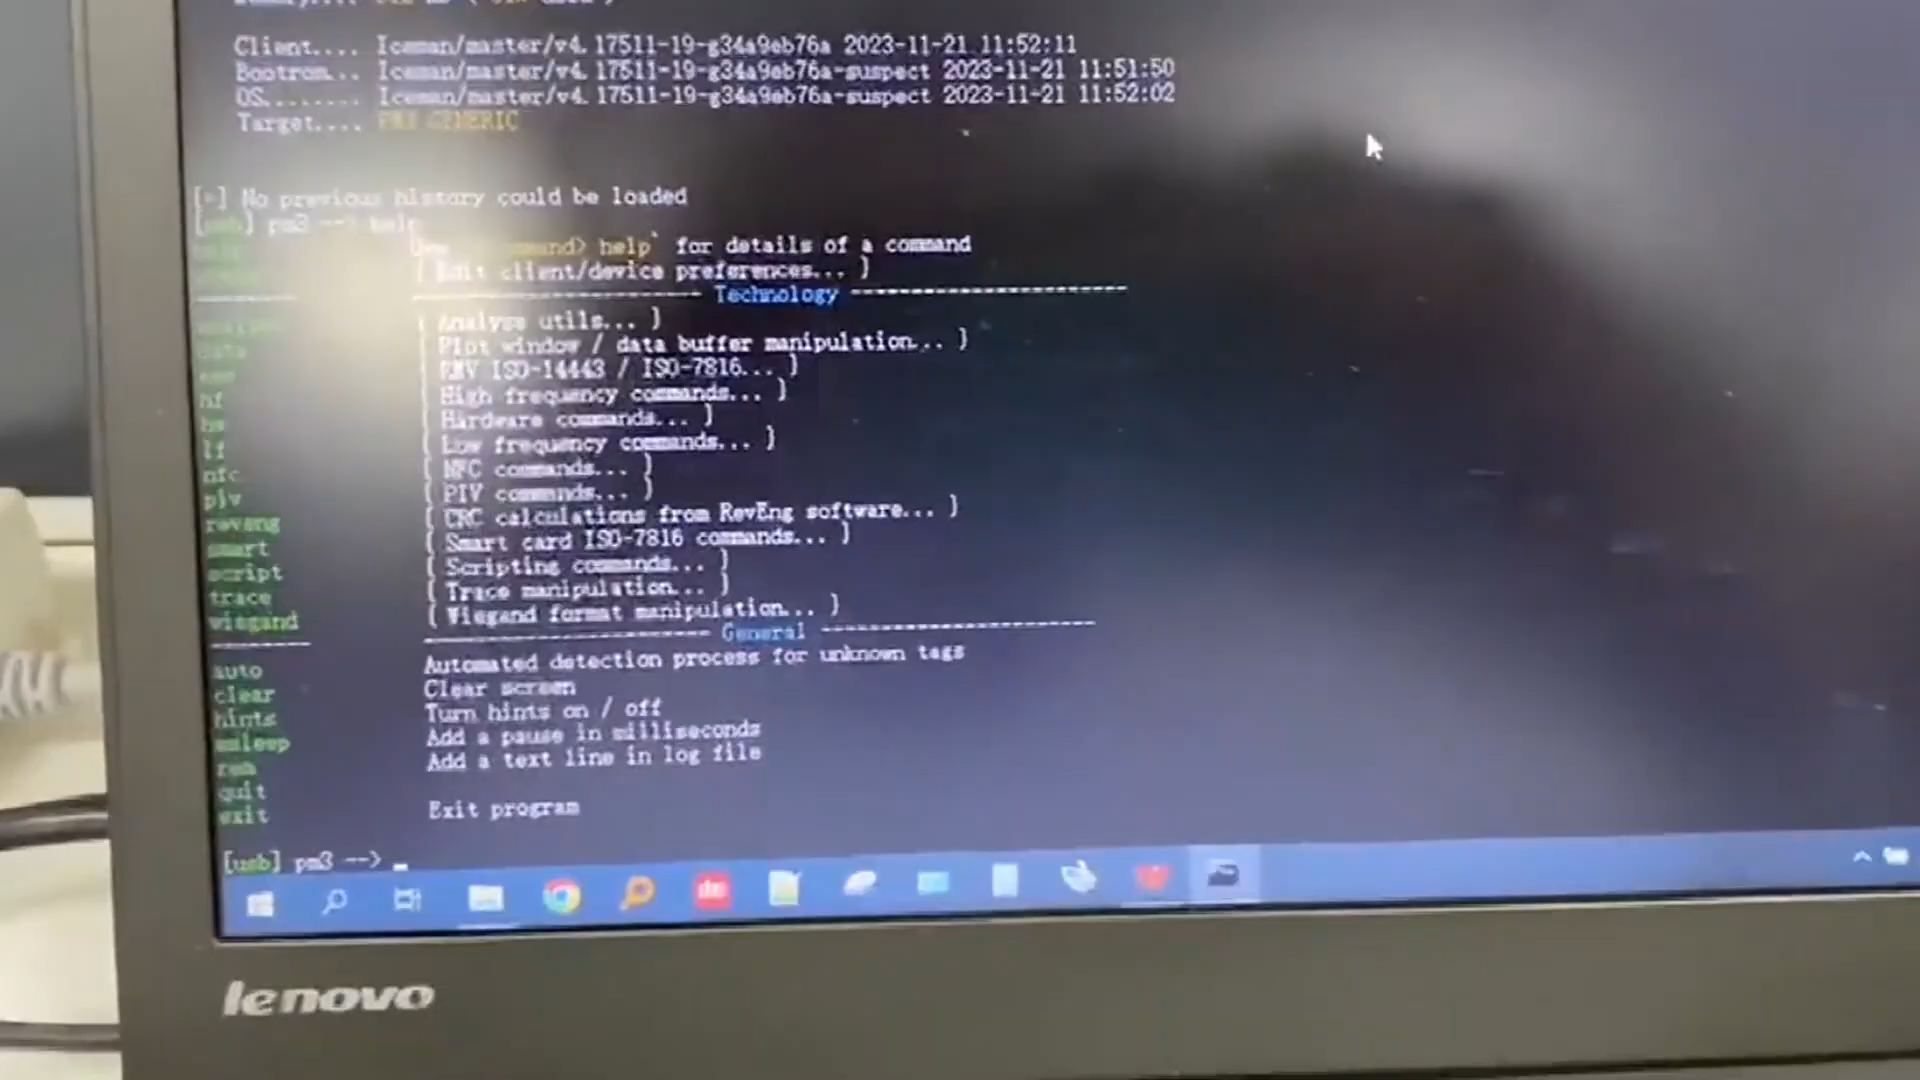 Client.... Iceman/master/v4.17511-19-g34a9eb76a 2023-11-21 11:52:11
Bootrom... Iceman/master/v4.17511-19-g34a9eb76a-suspect 2023-11-21 11:51:50
OS........ Iceman/master/v4.17511-19-g34a9eb76a-suspect 2023-11-21 11:52:02
Target.... PM3 GENERIC
[-] No previous history could be loaded
[usb] pm3 --> help
help` for details of a command
{ Edit client/device preferences... }
----------------------- Technology -----------------------
{ Analyse utils... }
data { Plot window / data buffer manipulation... }
emv { EMV ISO-14443 / ISO-7816... }
hf { High frequency commands... }
hw { Hardware commands... }
lf { Low frequency commands... }
nfc { NFC commands... }
piv { PIV commands... }
reveng { CRC calculations from RevEng software... }
smart { Smart card ISO-7816 commands... }
script { Scripting commands... }
trace { Trace manipulation... }
wiegand { Wiegand format manipulation... }
----------------------- General -----------------------
auto Automated detection process for unknown tags
clear Clear screen
hints Turn hints on / off
msleep Add a pause in milliseconds
rem Add a text line in log file
quit
exit Exit program
[usb] pm3 -->
lenovo